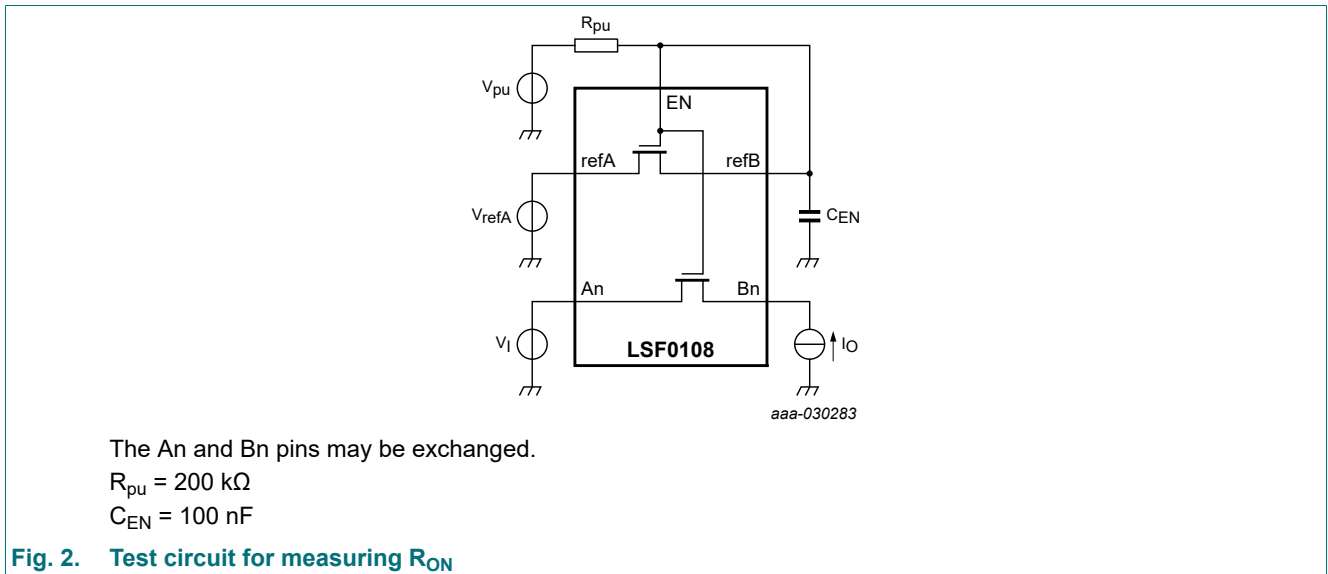 Rpu
Vpu
EN
refA
refB
VrefA
CEN
An
Bn
VI
LSF0108
IO
aaa-030283
The An and Bn pins may be exchanged.
Rpu = 200 kΩ
CEN = 100 nF
Fig. 2. Test circuit for measuring RON